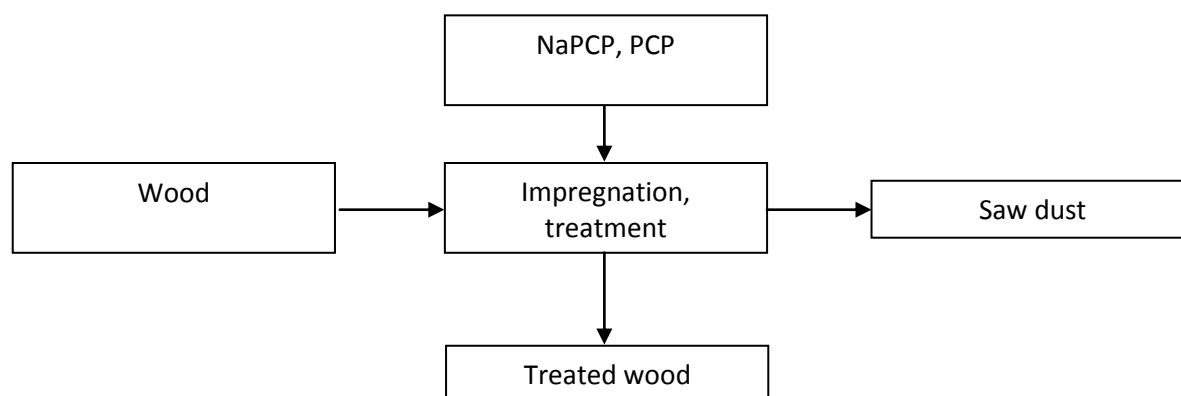 NaPCP, PCP
Wood
Impregnation,
treatment
Saw dust
Treated wood